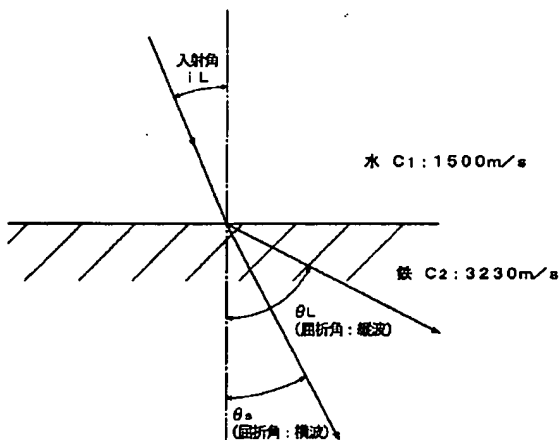 入射角
iL
水 C1:1500m/s
鉄 C2:3230m/s
θL
(屈折角:縦波)
θs
(屈折角:横波)